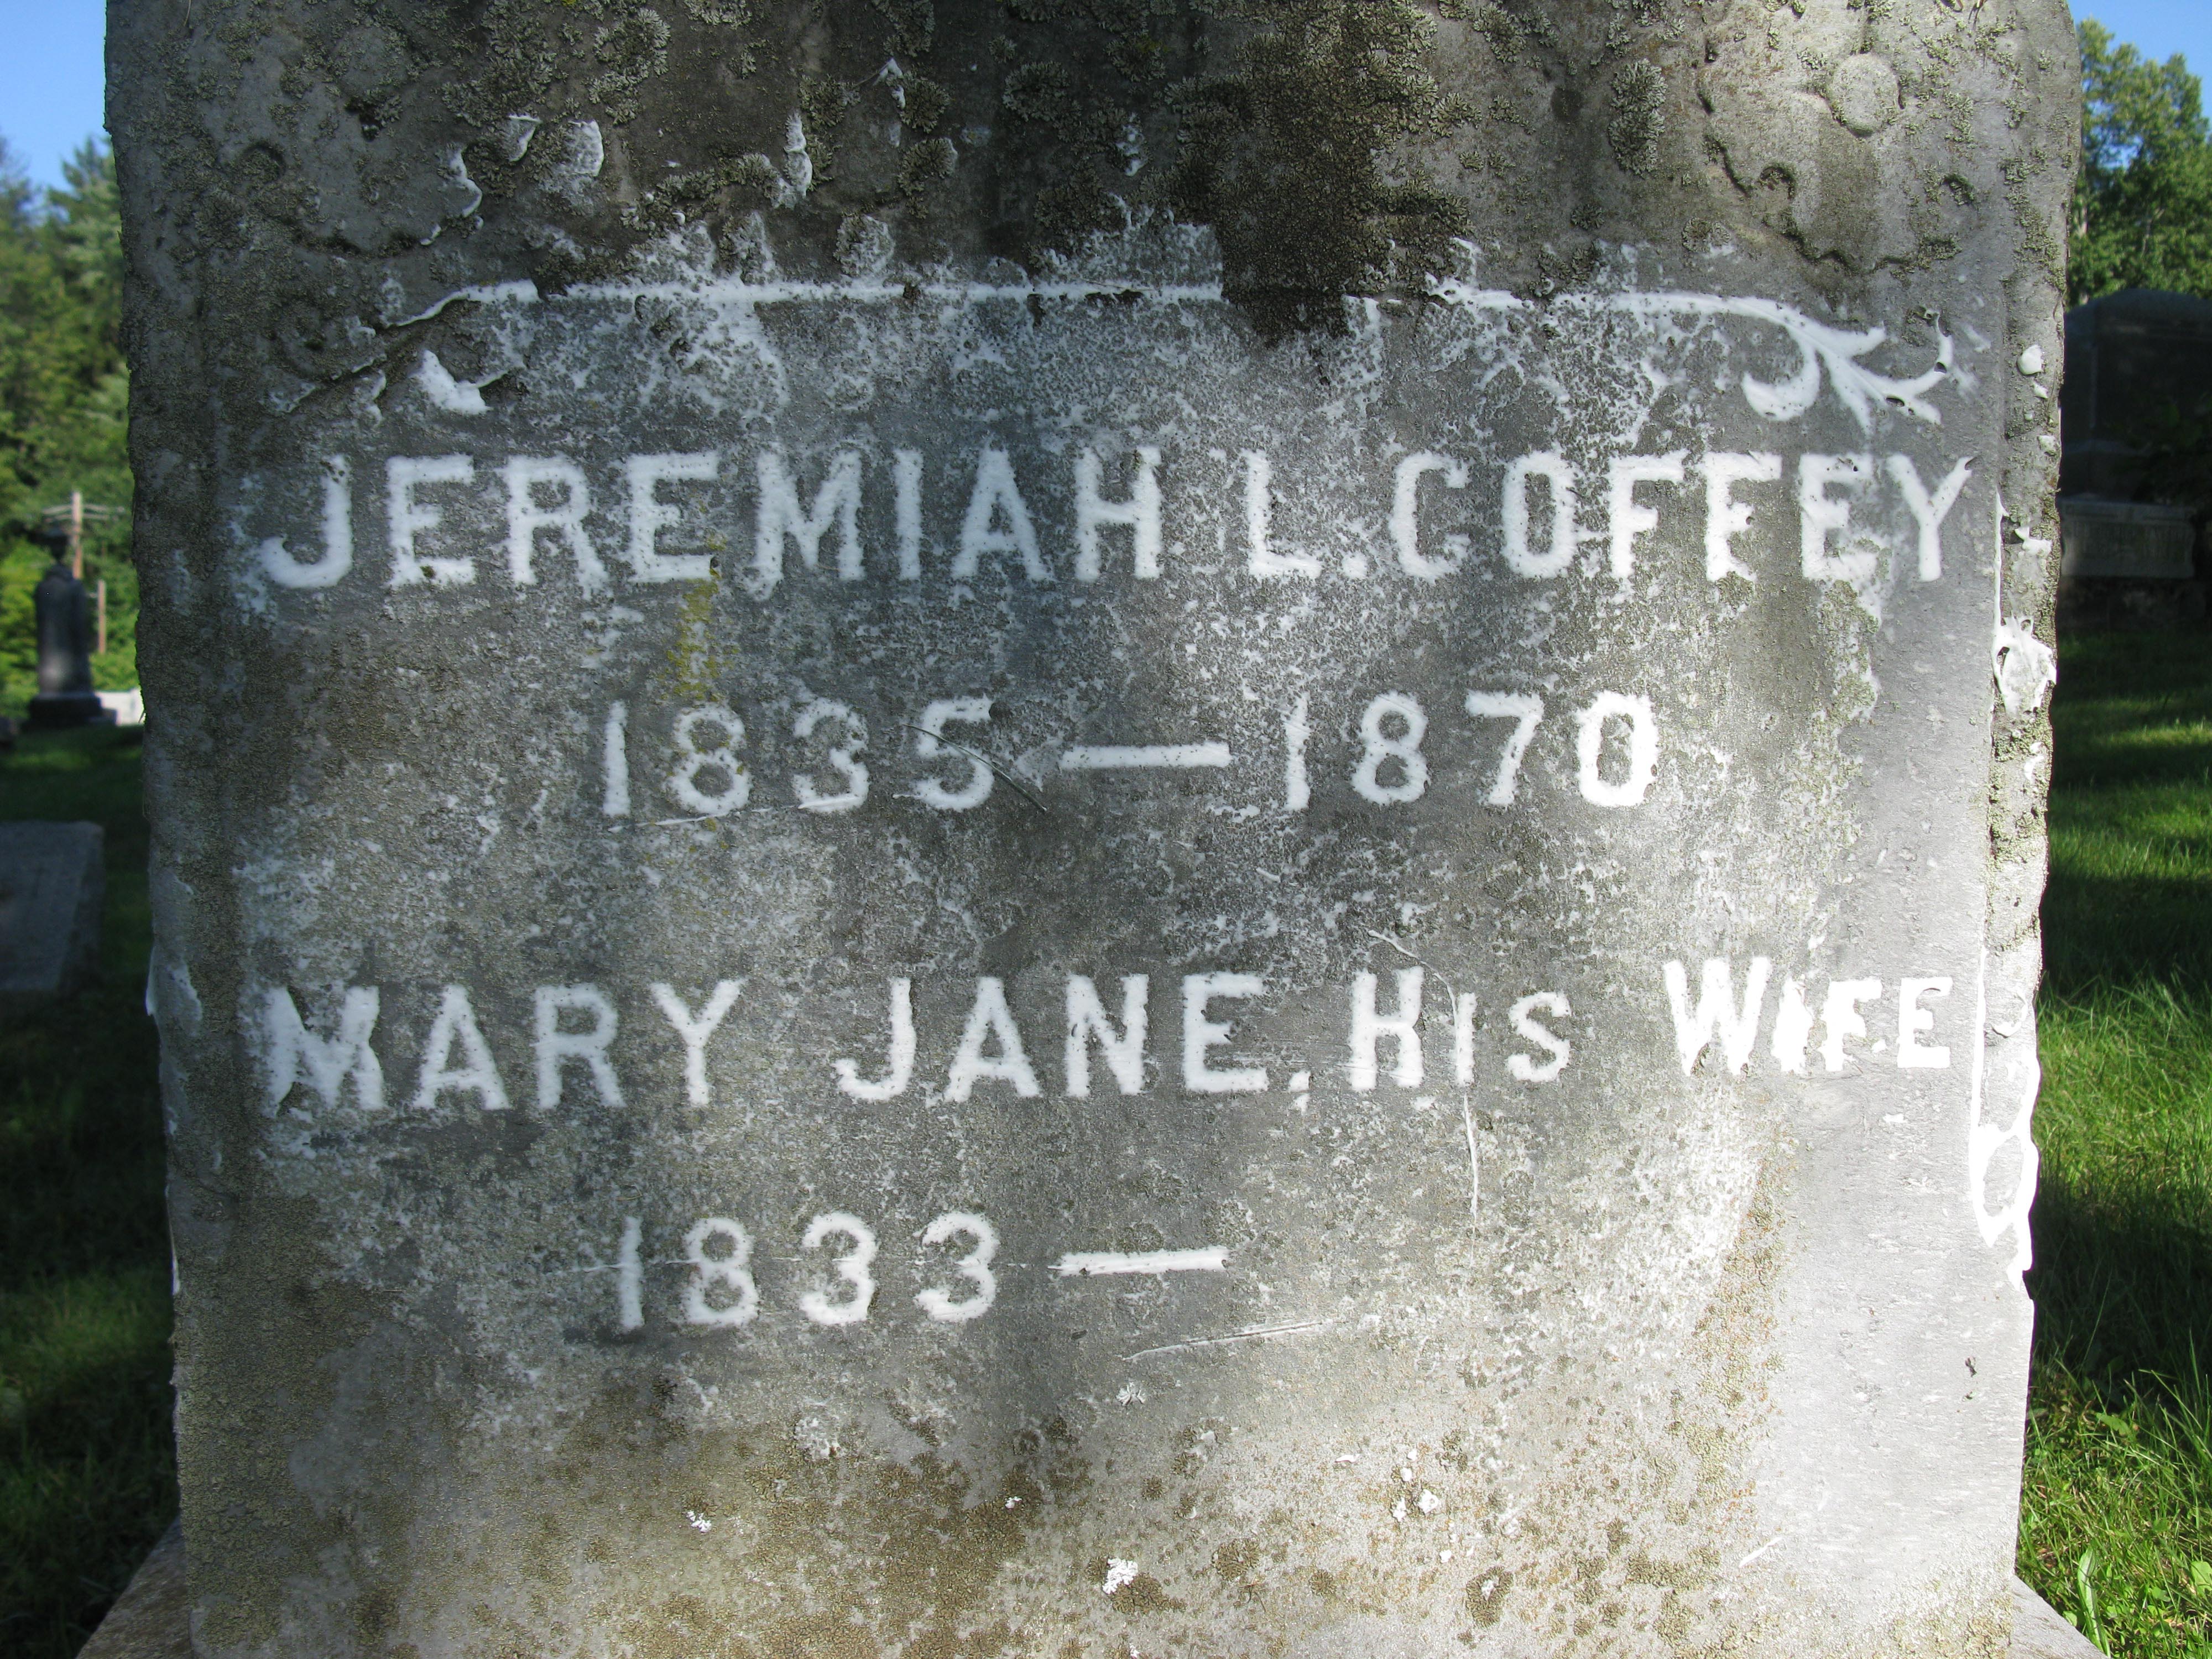 JEREMIAH L. COFFEY
1835 — 1870
MARY JANE, HIS WIFE
1833 —